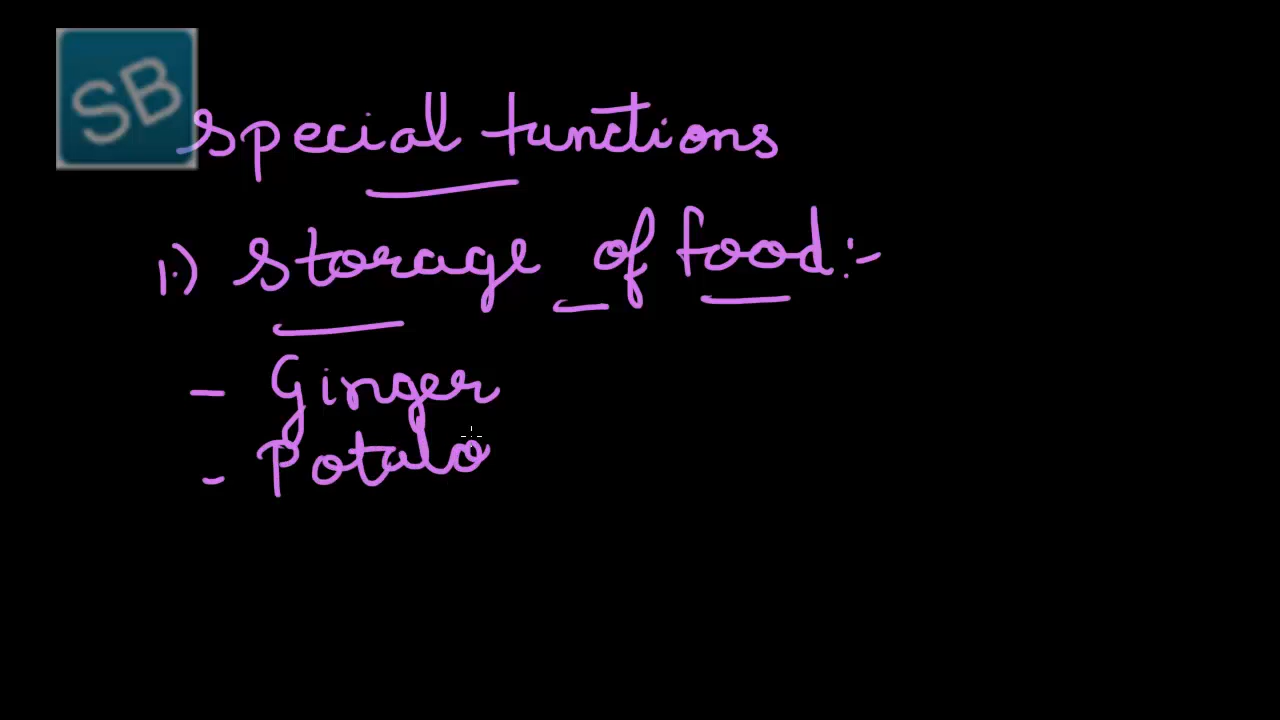 SB
special functions
1.) storage of food:-
- Ginger
- Potato